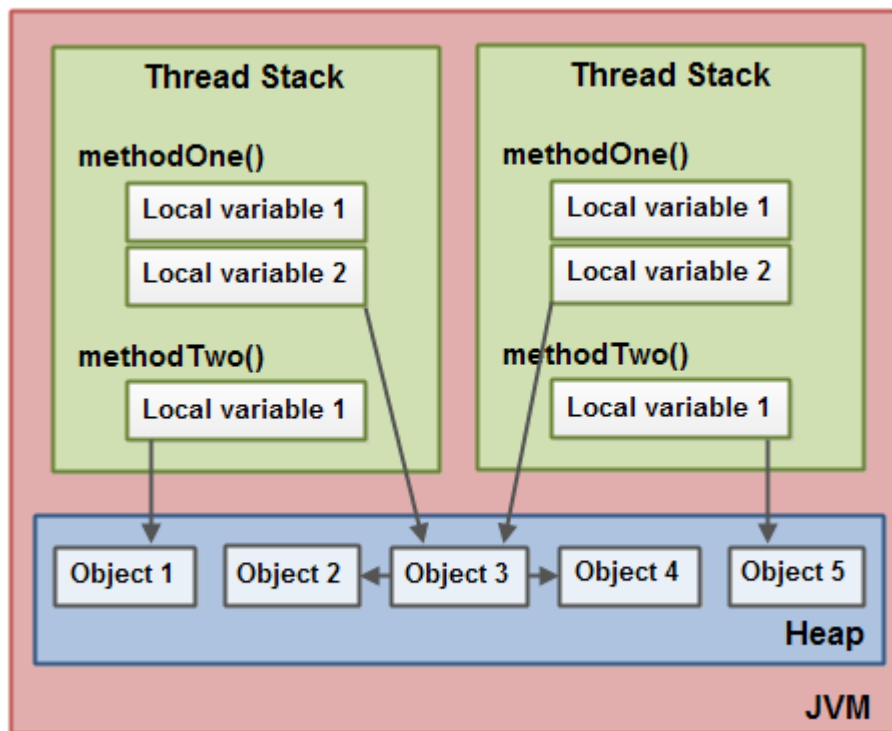 Thread Stack
methodOne()
Local variable 1
Local variable 2
methodTwo()
Local variable 1
Thread Stack
methodOne()
Local variable 1
Local variable 2
methodTwo()
Local variable 1
Object 1
Object 2
Object 3
Object 4
Object 5
Heap
JVM